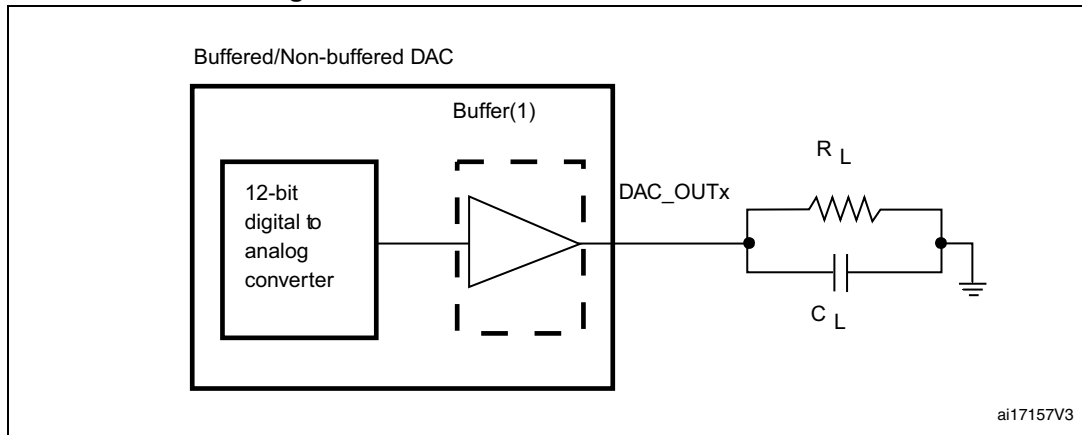 Buffered/Non-buffered DAC
Buffer(1)
12-bit
digital to
analog
converter
DAC_OUTx
R L
C L
ai17157V3